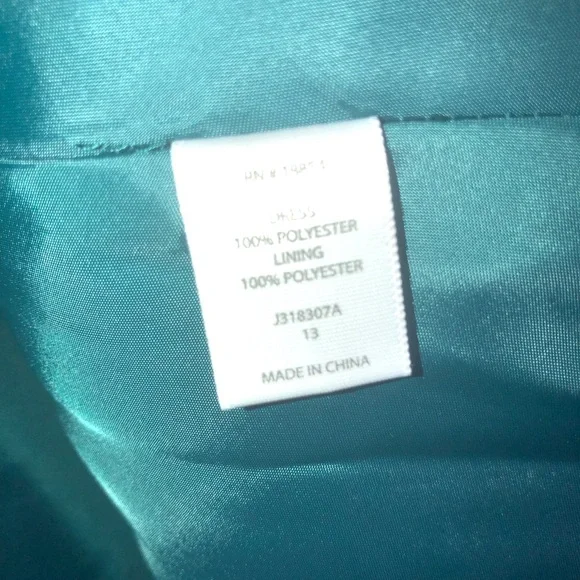 RN #
DRESS
100% POLYESTER
LINING
100% POLYESTER
J318307A
13
MADE IN CHINA